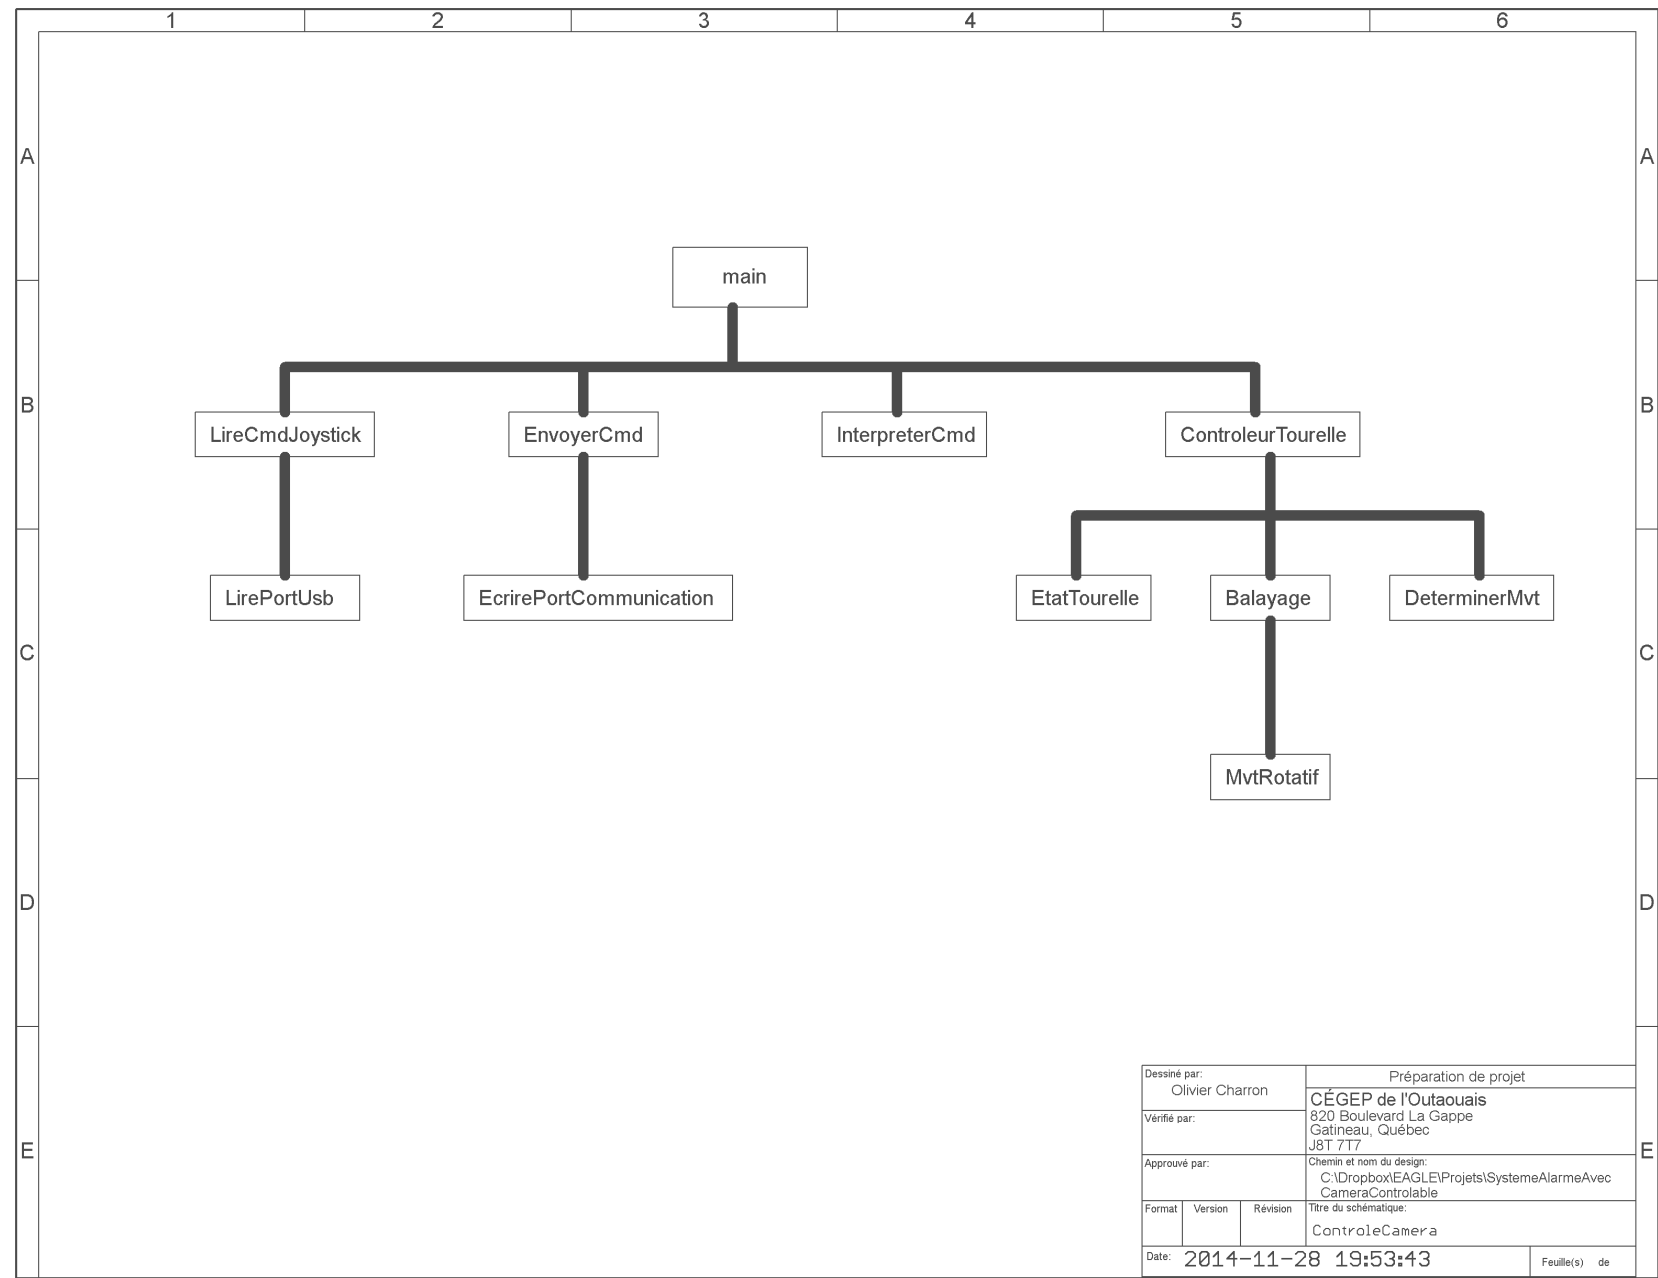 1 2 3 4 5 6
A A
main
B B
LireCmdJoystick EnvoyerCmd InterpreterCmd ControleurTourelle
LirePortUsb EcrirePortCommunication EtatTourelle Balayage DeterminerMvt
C C
MvtRotatif
D D
Dessiné par:
Olivier Charron
Préparation de projet
CÉGEP de l'Outaouais
820 Boulevard La Gappe
Gatineau, Québec
J8T 7T7
Vérifié par:
E E
Approuvé par:
Chemin et nom du design:
C:\Dropbox\EAGLE\Projets\SystemeAlarmeAvec
CameraControlable
Format Version Révision
Titre du schématique:
ControleCamera
Date: 2014-11-28 19:53:43
Feuille(s) de